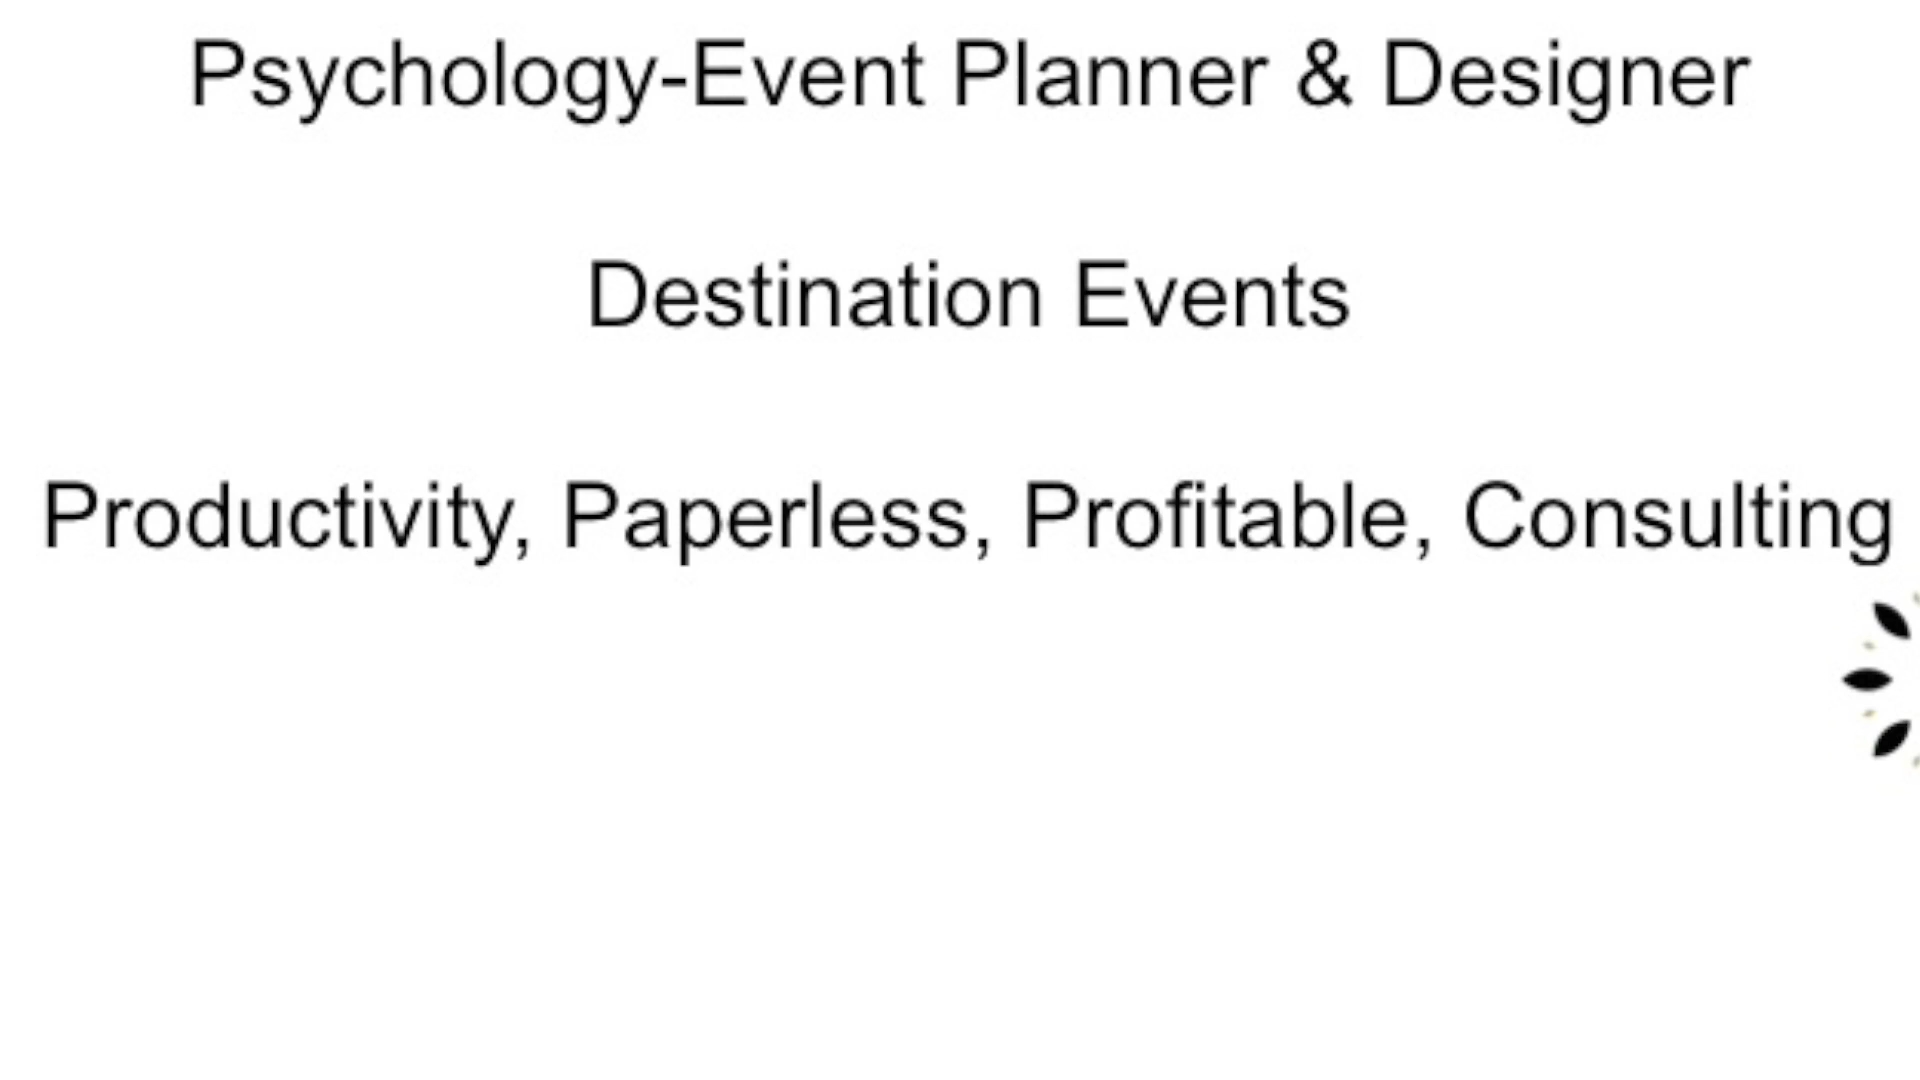 Psychology-Event Planner & Designer
Destination Events
Productivity, Paperless, Profitable, Consulting